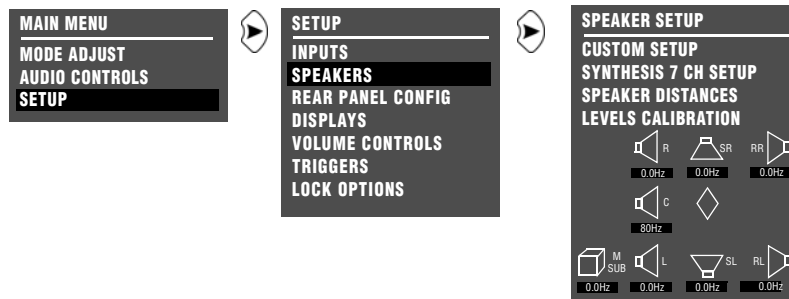 MAIN MENU
MODE ADJUST
AUDIO CONTROLS
SETUP
SETUP
INPUTS
SPEAKERS
REAR PANEL CONFIG
DISPLAYS
VOLUME CONTROLS
TRIGGERS
LOCK OPTIONS
SPEAKER SETUP
CUSTOM SETUP
SYNTHESIS 7 CH SETUP
SPEAKER DISTANCES
LEVELS CALIBRATION
R SR RR
0.0Hz 0.0Hz 0.0Hz
C
80Hz
M SUB L SL RL
0.0Hz 0.0Hz 0.0Hz 0.0Hz